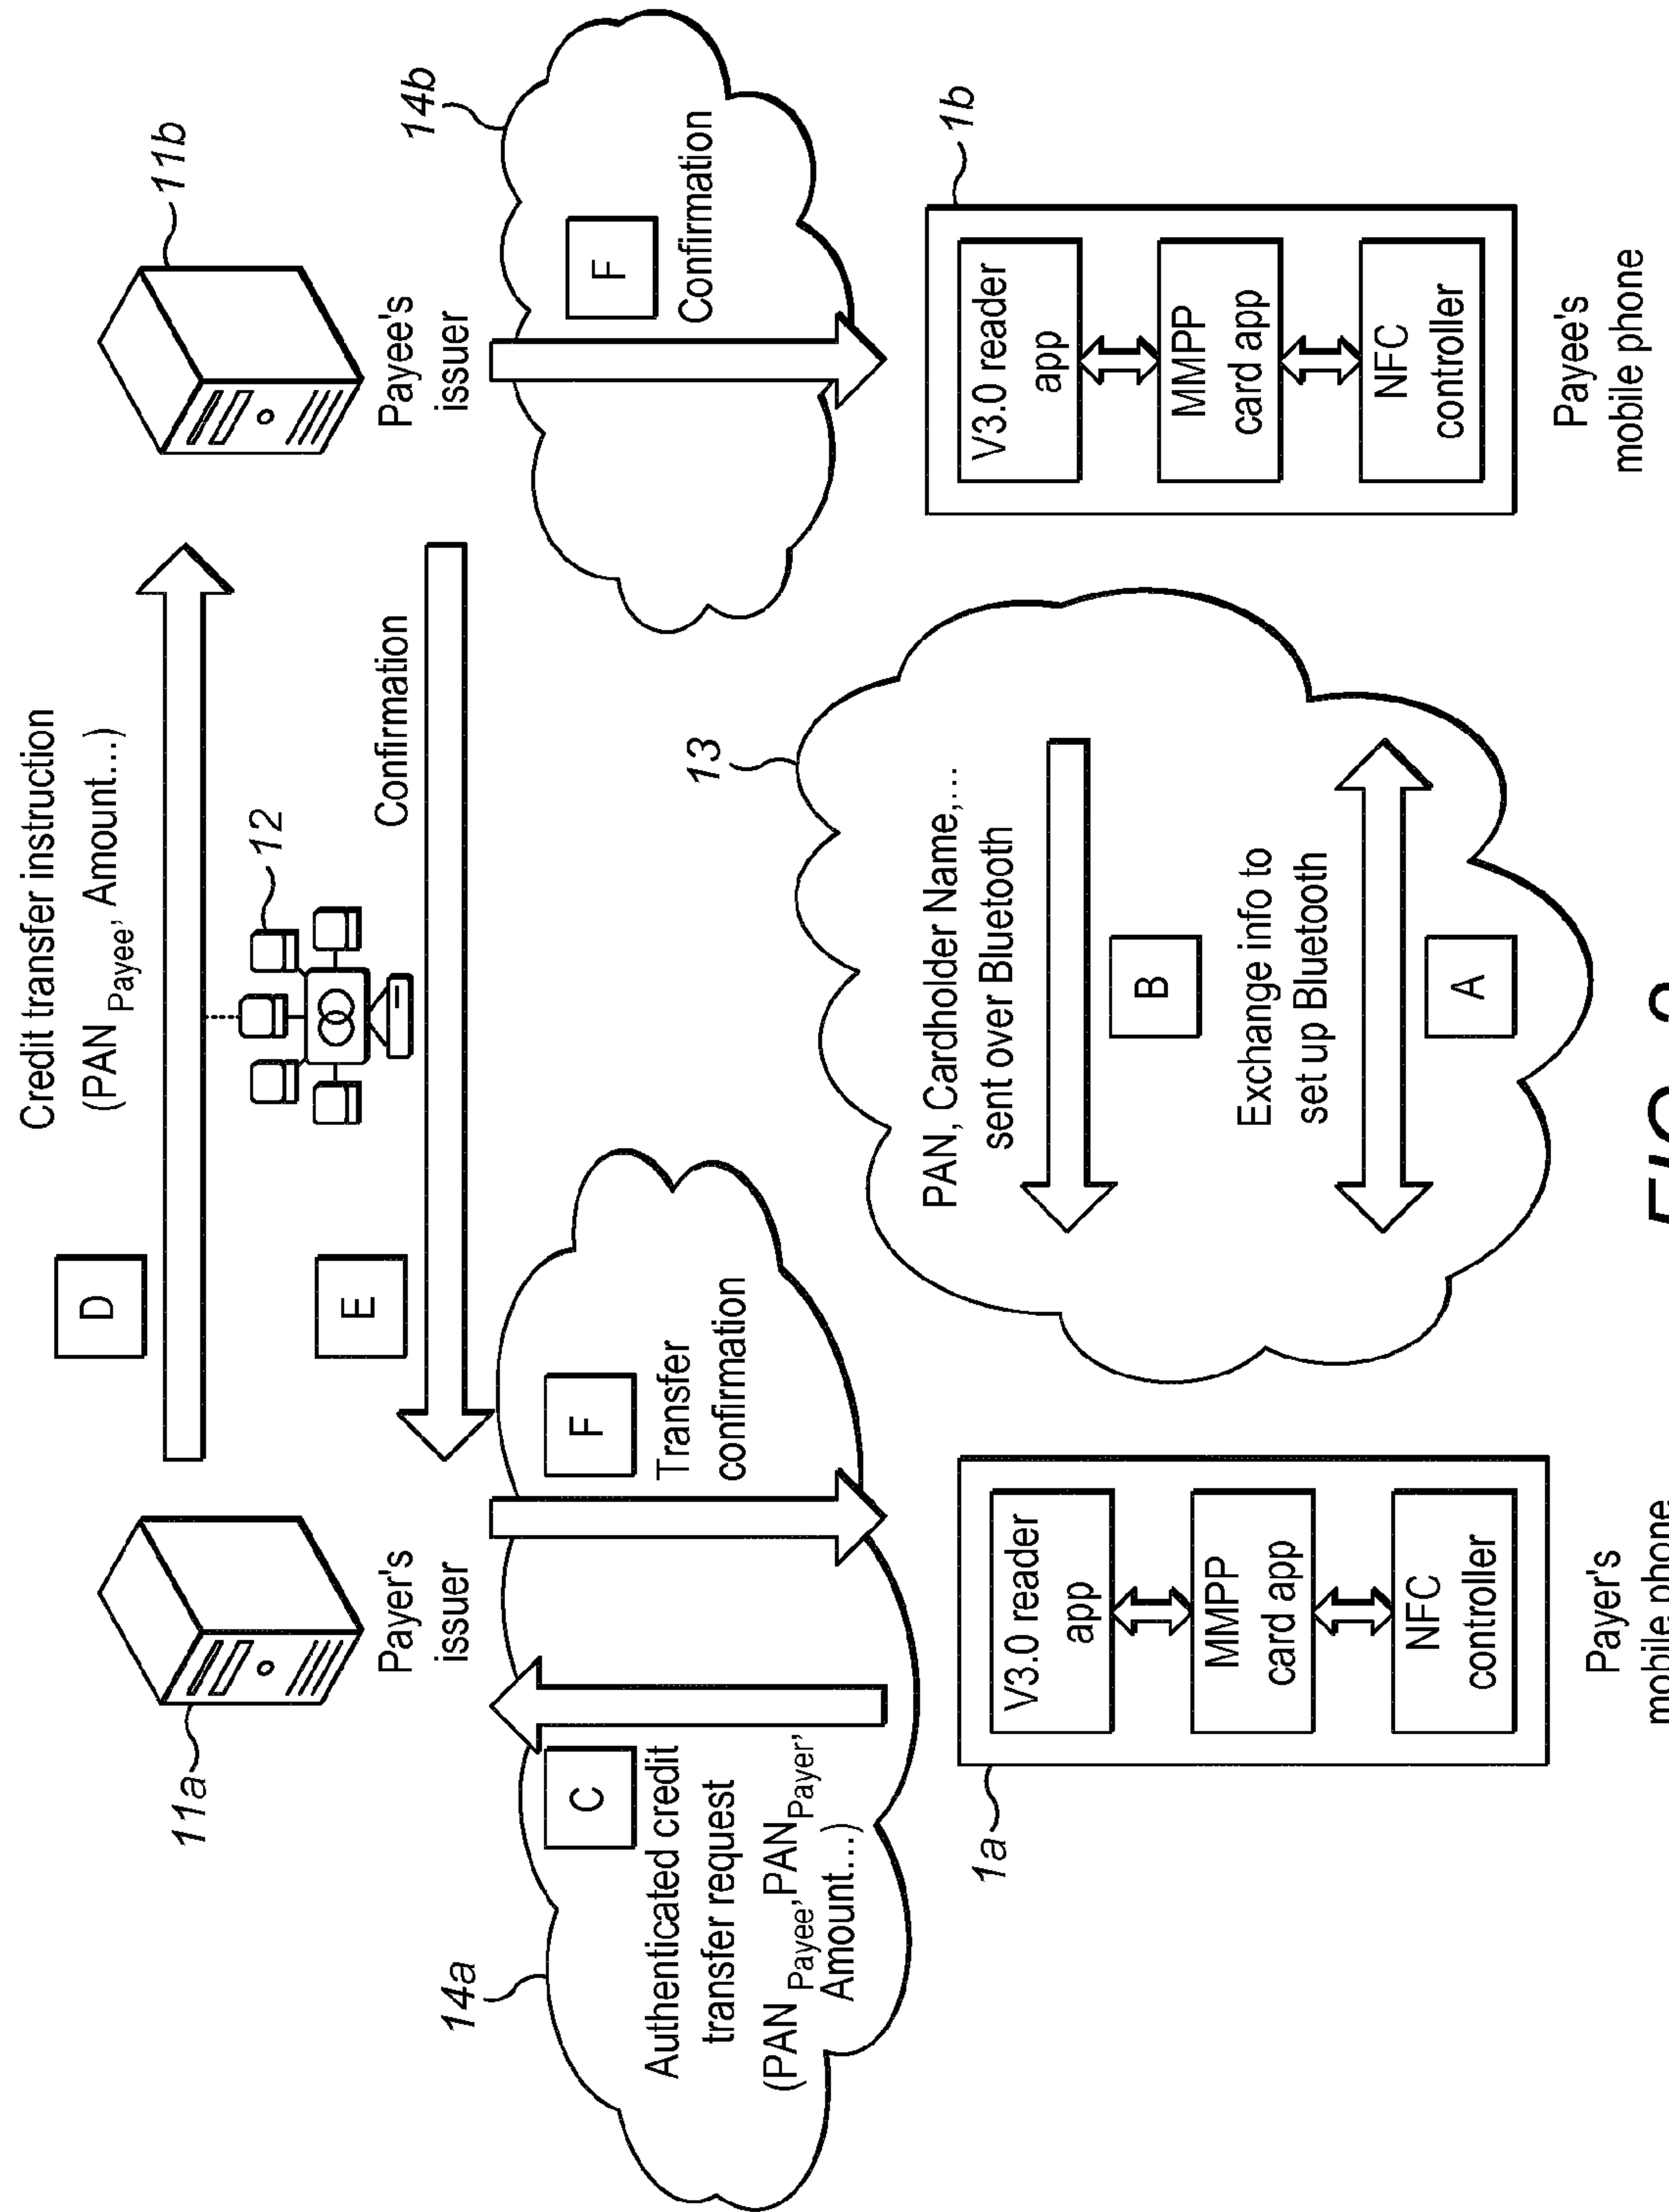 Credit transfer instruction
(PAN Payee, Amount...)
D
12
E
Confirmation
11a
Payer's
issuer
11b
Payee's
issuer
14a
C
Authenticated credit
transfer request
(PAN Payee, PAN Payer,
Amount...)
F
Transfer
confirmation
14b
F
Confirmation
13
PAN, Cardholder Name,...
sent over Bluetooth
B
Exchange info to
set up Bluetooth
A
1a
V3.0 reader
app
MMPP
card app
NFC
controller
Payer's
mobile phone
1b
V3.0 reader
app
MMPP
card app
NFC
controller
Payee's
mobile phone
FIG.